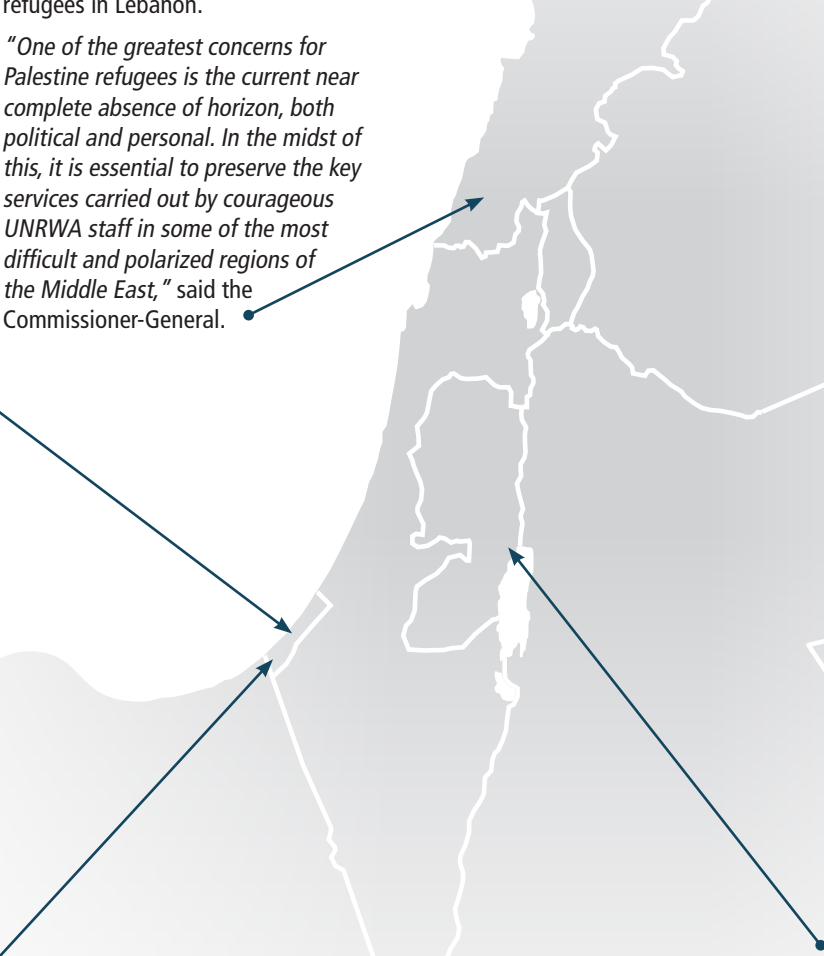 refugees in Lebanon.
“One of the greatest concerns for
Palestine refugees is the current near
complete absence of horizon, both
political and personal. In the midst of
this, it is essential to preserve the key
services carried out by courageous
UNRWA staff in some of the most
difficult and polarized regions of
the Middle East,” said the
Commissioner-General.